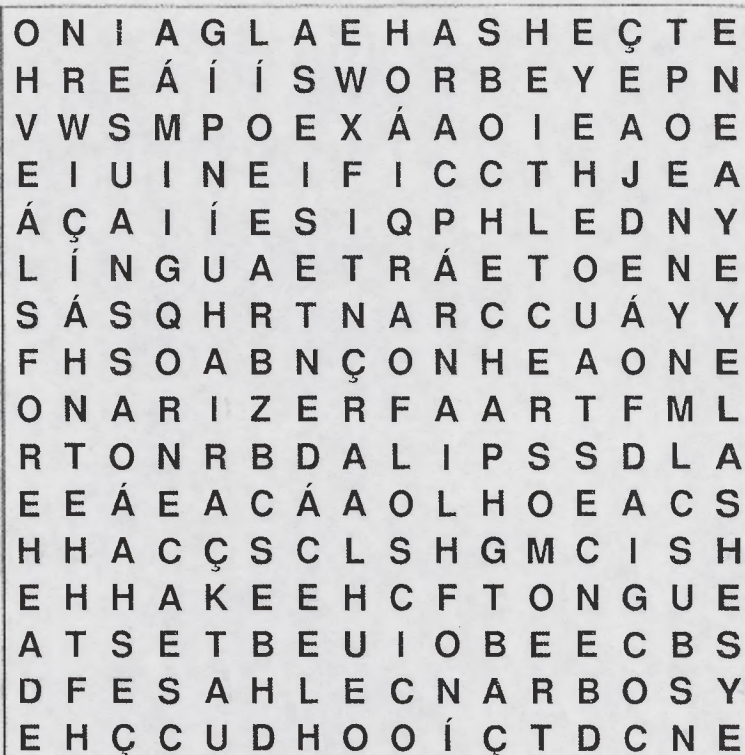 O N I A G L A E H A S H E Ç T E
H R E Á Í Í S W O R B E Y E P N
V W S M P O E X Á A O I E A O E
E I U I N E I F I C C T H J E A
Á Ç A I Í E S I Q P H L E D N Y
L Í N G U A E T R Á E T O E N E
S Á S Q H R T N A R C C U Á Y Y
F H S O A B N Ç O N H E A O N E
O N A R I Z E R F A A R T F M L
R T O N R B D A L I P S S D L A
E E Á E A C Á A O L H O E A C S
H H A C Ç S C L S H G M C I S H
E H H A K E E H C F T O N G U E
A T S E T B E U I O B E E C B S
D F E S A H L E C N A R B O S Y
E H Ç C U D H O O Í Ç T D C N E